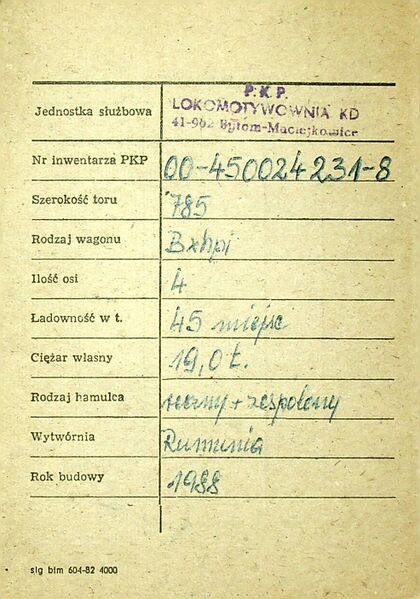 P.K.P.
Jednostka służbowa LOKOMOTYWOWNIA KD
41-902 Bytom-Maciejkowice
Nr inwentarza PKP 00-450024231-8
Szerokość toru 785
Rodzaj wagonu Bxhpi
Ilość osi 4
Ładowność w t. 45 miejsc
Ciężar własny 19,0 t.
Rodzaj hamulca ręczny + zespolony
Wytwórnia Rumunia
Rok budowy 1988
sig bim 604-82 4000